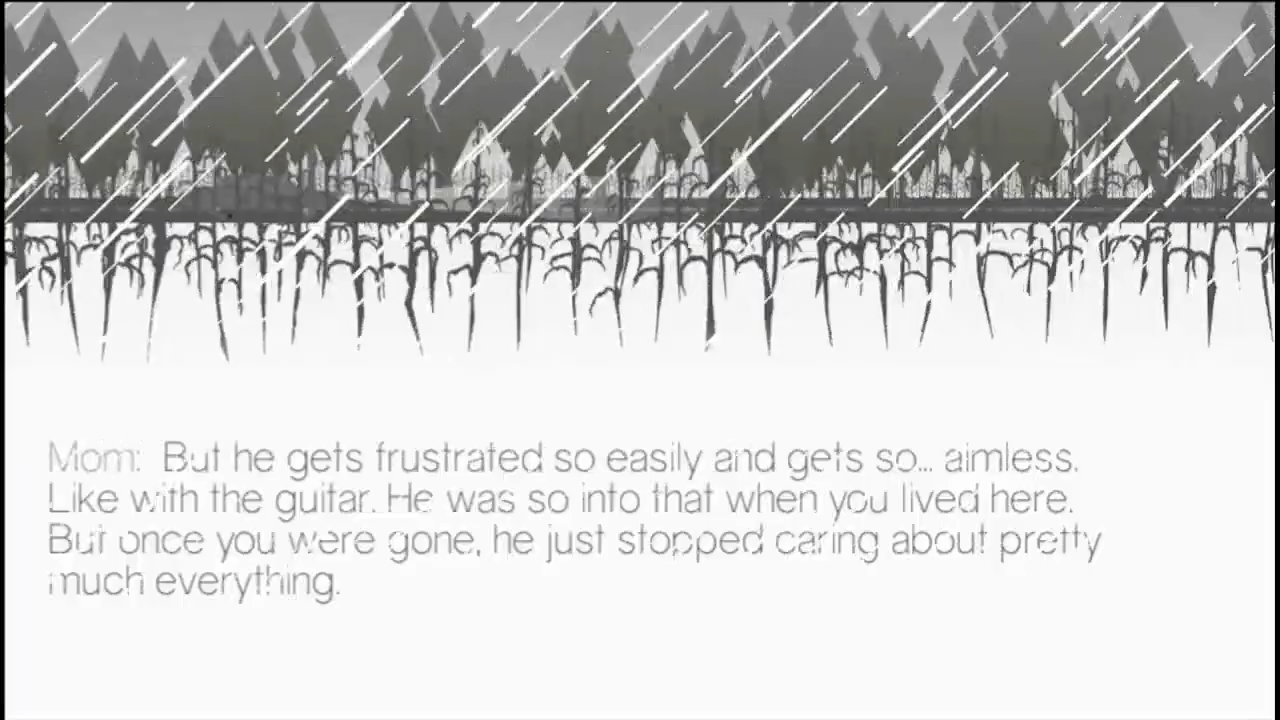 Mom: But he gets frustrated so easily and gets so... aimless.
Like with the guitar. He was so into that when you lived here.
But once you were gone, he just stopped caring about pretty
much everything.